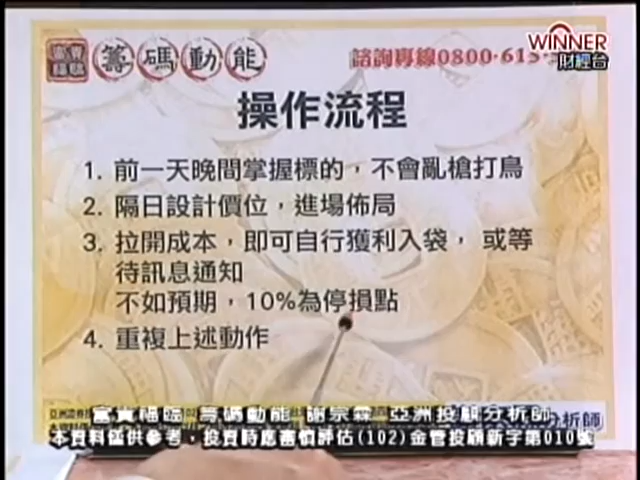 富貴福臨 籌碼動能 諮詢專線0800-615
WINNER
財經台
操作流程
1. 前一天晚間掌握標的，不會亂槍打鳥
2. 隔日設計價位，進場佈局
3. 拉開成本，即可自行獲利入袋， 或等
待訊息通知
不如預期，10%為停損點
4. 重複上述動作
富貴福臨 籌碼動能 謝宗霖 亞洲投顧分析師
本資料僅供參考，投資時應審慎評估(102)金管投顧新字第010號